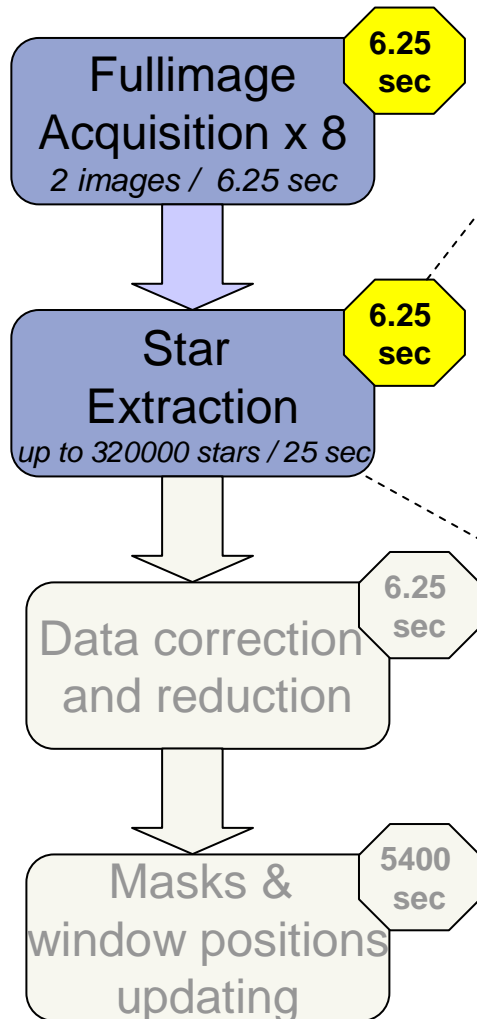 6.25
sec
Fullimage
Acquisition x 8
2 images / 6.25 sec
6.25
sec
Star
Extraction
up to 320000 stars / 25 sec
6.25
sec
Data correction
and reduction
5400
sec
Masks &
window positions
updating